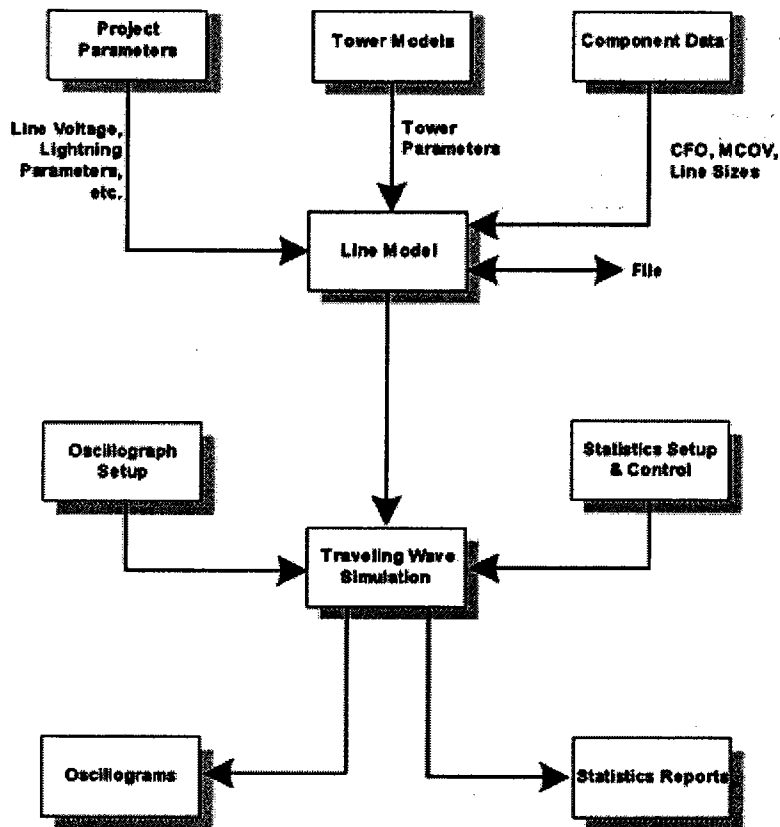 Project
Parameters
Tower Models
Component Data
Line Voltage,
Lightning
Parameters,
etc.
Tower
Parameters
CFO, MCOV,
Line Sizes
Line Model
File
Oscillograph
Setup
Statistics Setup
& Control
Traveling Wave
Simulation
Oscillograms
Statistics Reports